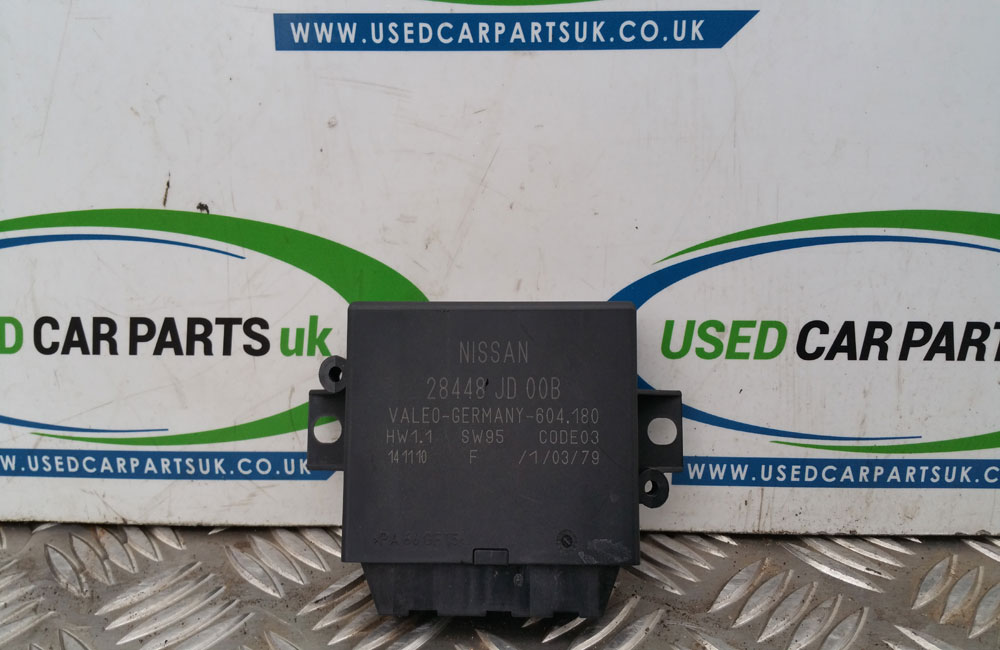 WWW.USEDCARPARTSUK.CO.UK
USED CAR PARTS uk
USED CAR PART
NISSAN
28448 JD 00B
VALEO-GERMANY-604.180
HW1.1 SW95 CODE03
141110 F /1/03/79
WWW.USEDCARPARTSUK.CO.UK
WWW.USEDCARPARTSUK.CO.U